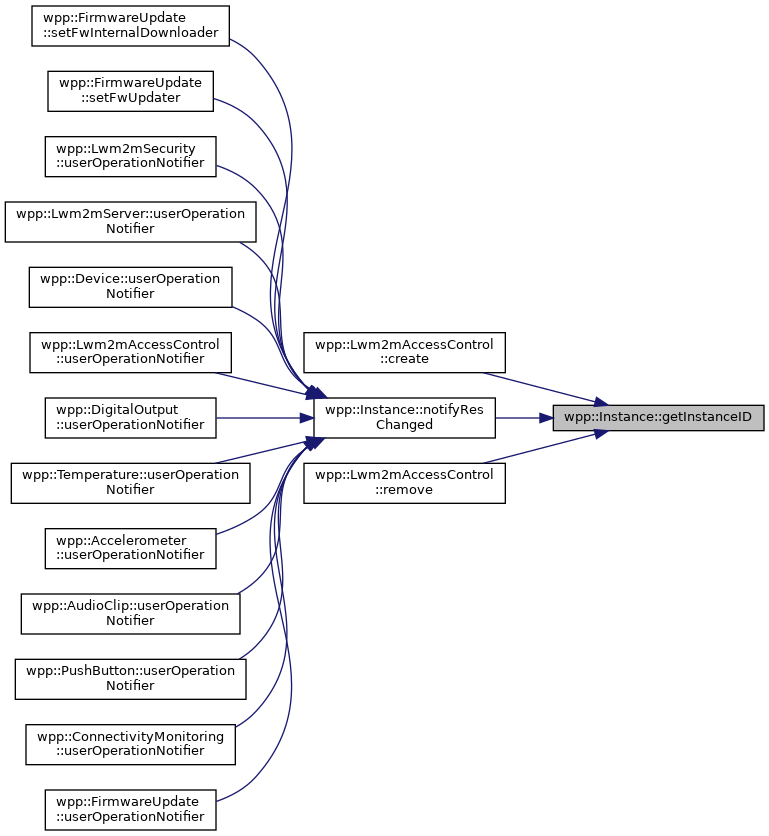 wpp::FirmwareUpdate
::setFwInternalDownloader
wpp::FirmwareUpdate
::setFwUpdater
wpp::Lwm2mSecurity
::userOperationNotifier
wpp::Lwm2mServer::userOperation
Notifier
wpp::Device::userOperation
Notifier
wpp::Lwm2mAccessControl
::userOperationNotifier
wpp::DigitalOutput
::userOperationNotifier
wpp::Temperature::userOperation
Notifier
wpp::Accelerometer
::userOperationNotifier
wpp::AudioClip::userOperation
Notifier
wpp::PushButton::userOperation
Notifier
wpp::ConnectivityMonitoring
::userOperationNotifier
wpp::FirmwareUpdate
::userOperationNotifier
wpp::Lwm2mAccessControl
::create
wpp::Instance::notifyRes
Changed
wpp::Lwm2mAccessControl
::remove
wpp::Instance::getInstanceID